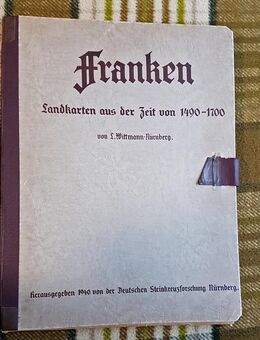 Franken
Landkarten aus der Zeit von 1490-1700
von L. Wittmann-Nürnberg.
Herausgegeben 1940 von der Deutschen Steinkreuzforschung Nürnberg.